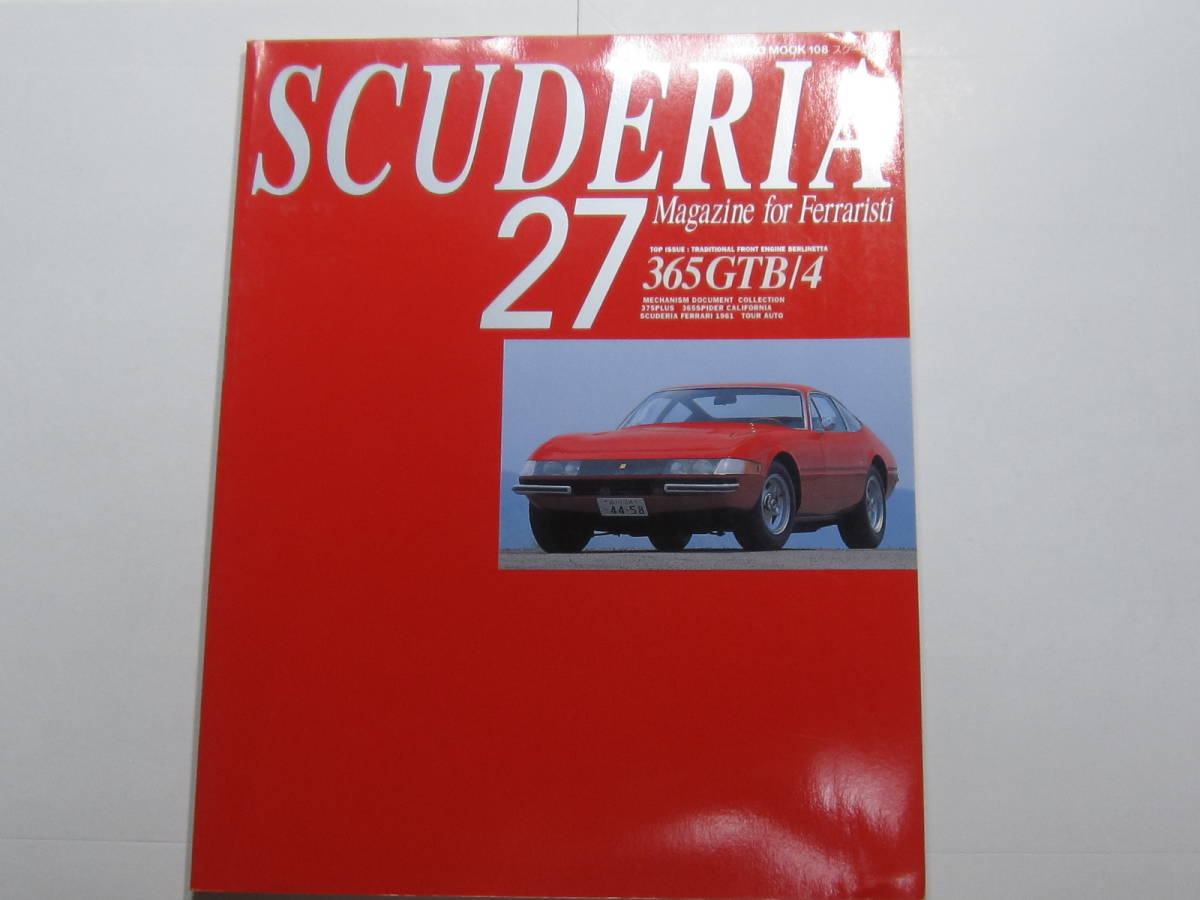 MOOK 108
SCUDERIA
27
Magazine for Ferraristi
TOP ISSUE : TRADITIONAL FRONT ENGINE BERLINETTA
365GTB/4
MECHANISM DOCUMENT COLLECTION
375PLUS 365SPIDER CALIFORNIA
SCUDERIA FERRARI 1961 TOUR AUTO
44-58